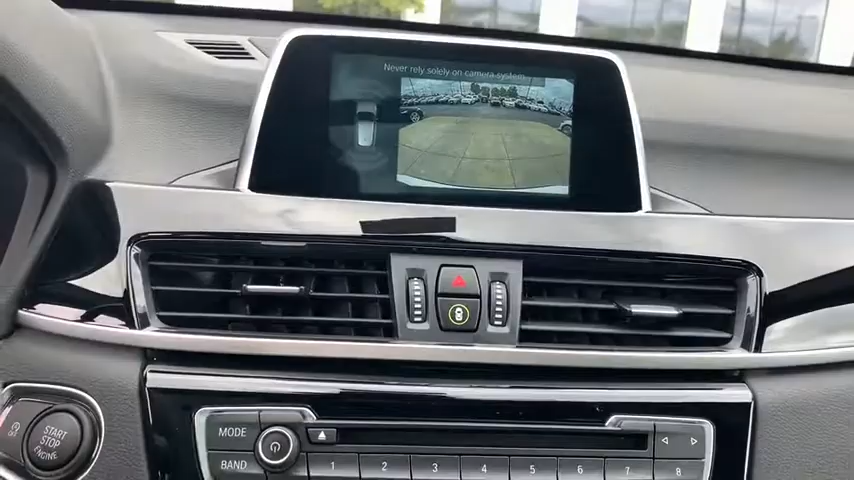 Never rely solely on camera system
START
STOP
ENGINE
MODE
BAND
1 2 3 4 5 6 7 8